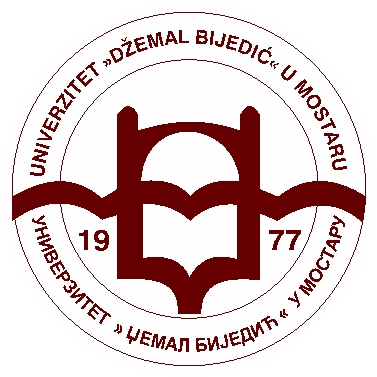 UNIVERZITET »DŽEMAL BIJEDIĆ« U MOSTARU
19 77
УНИВЕРЗИТЕТ »ЏЕМАЛ БИЈЕДИЋ« У МОСТАРУ